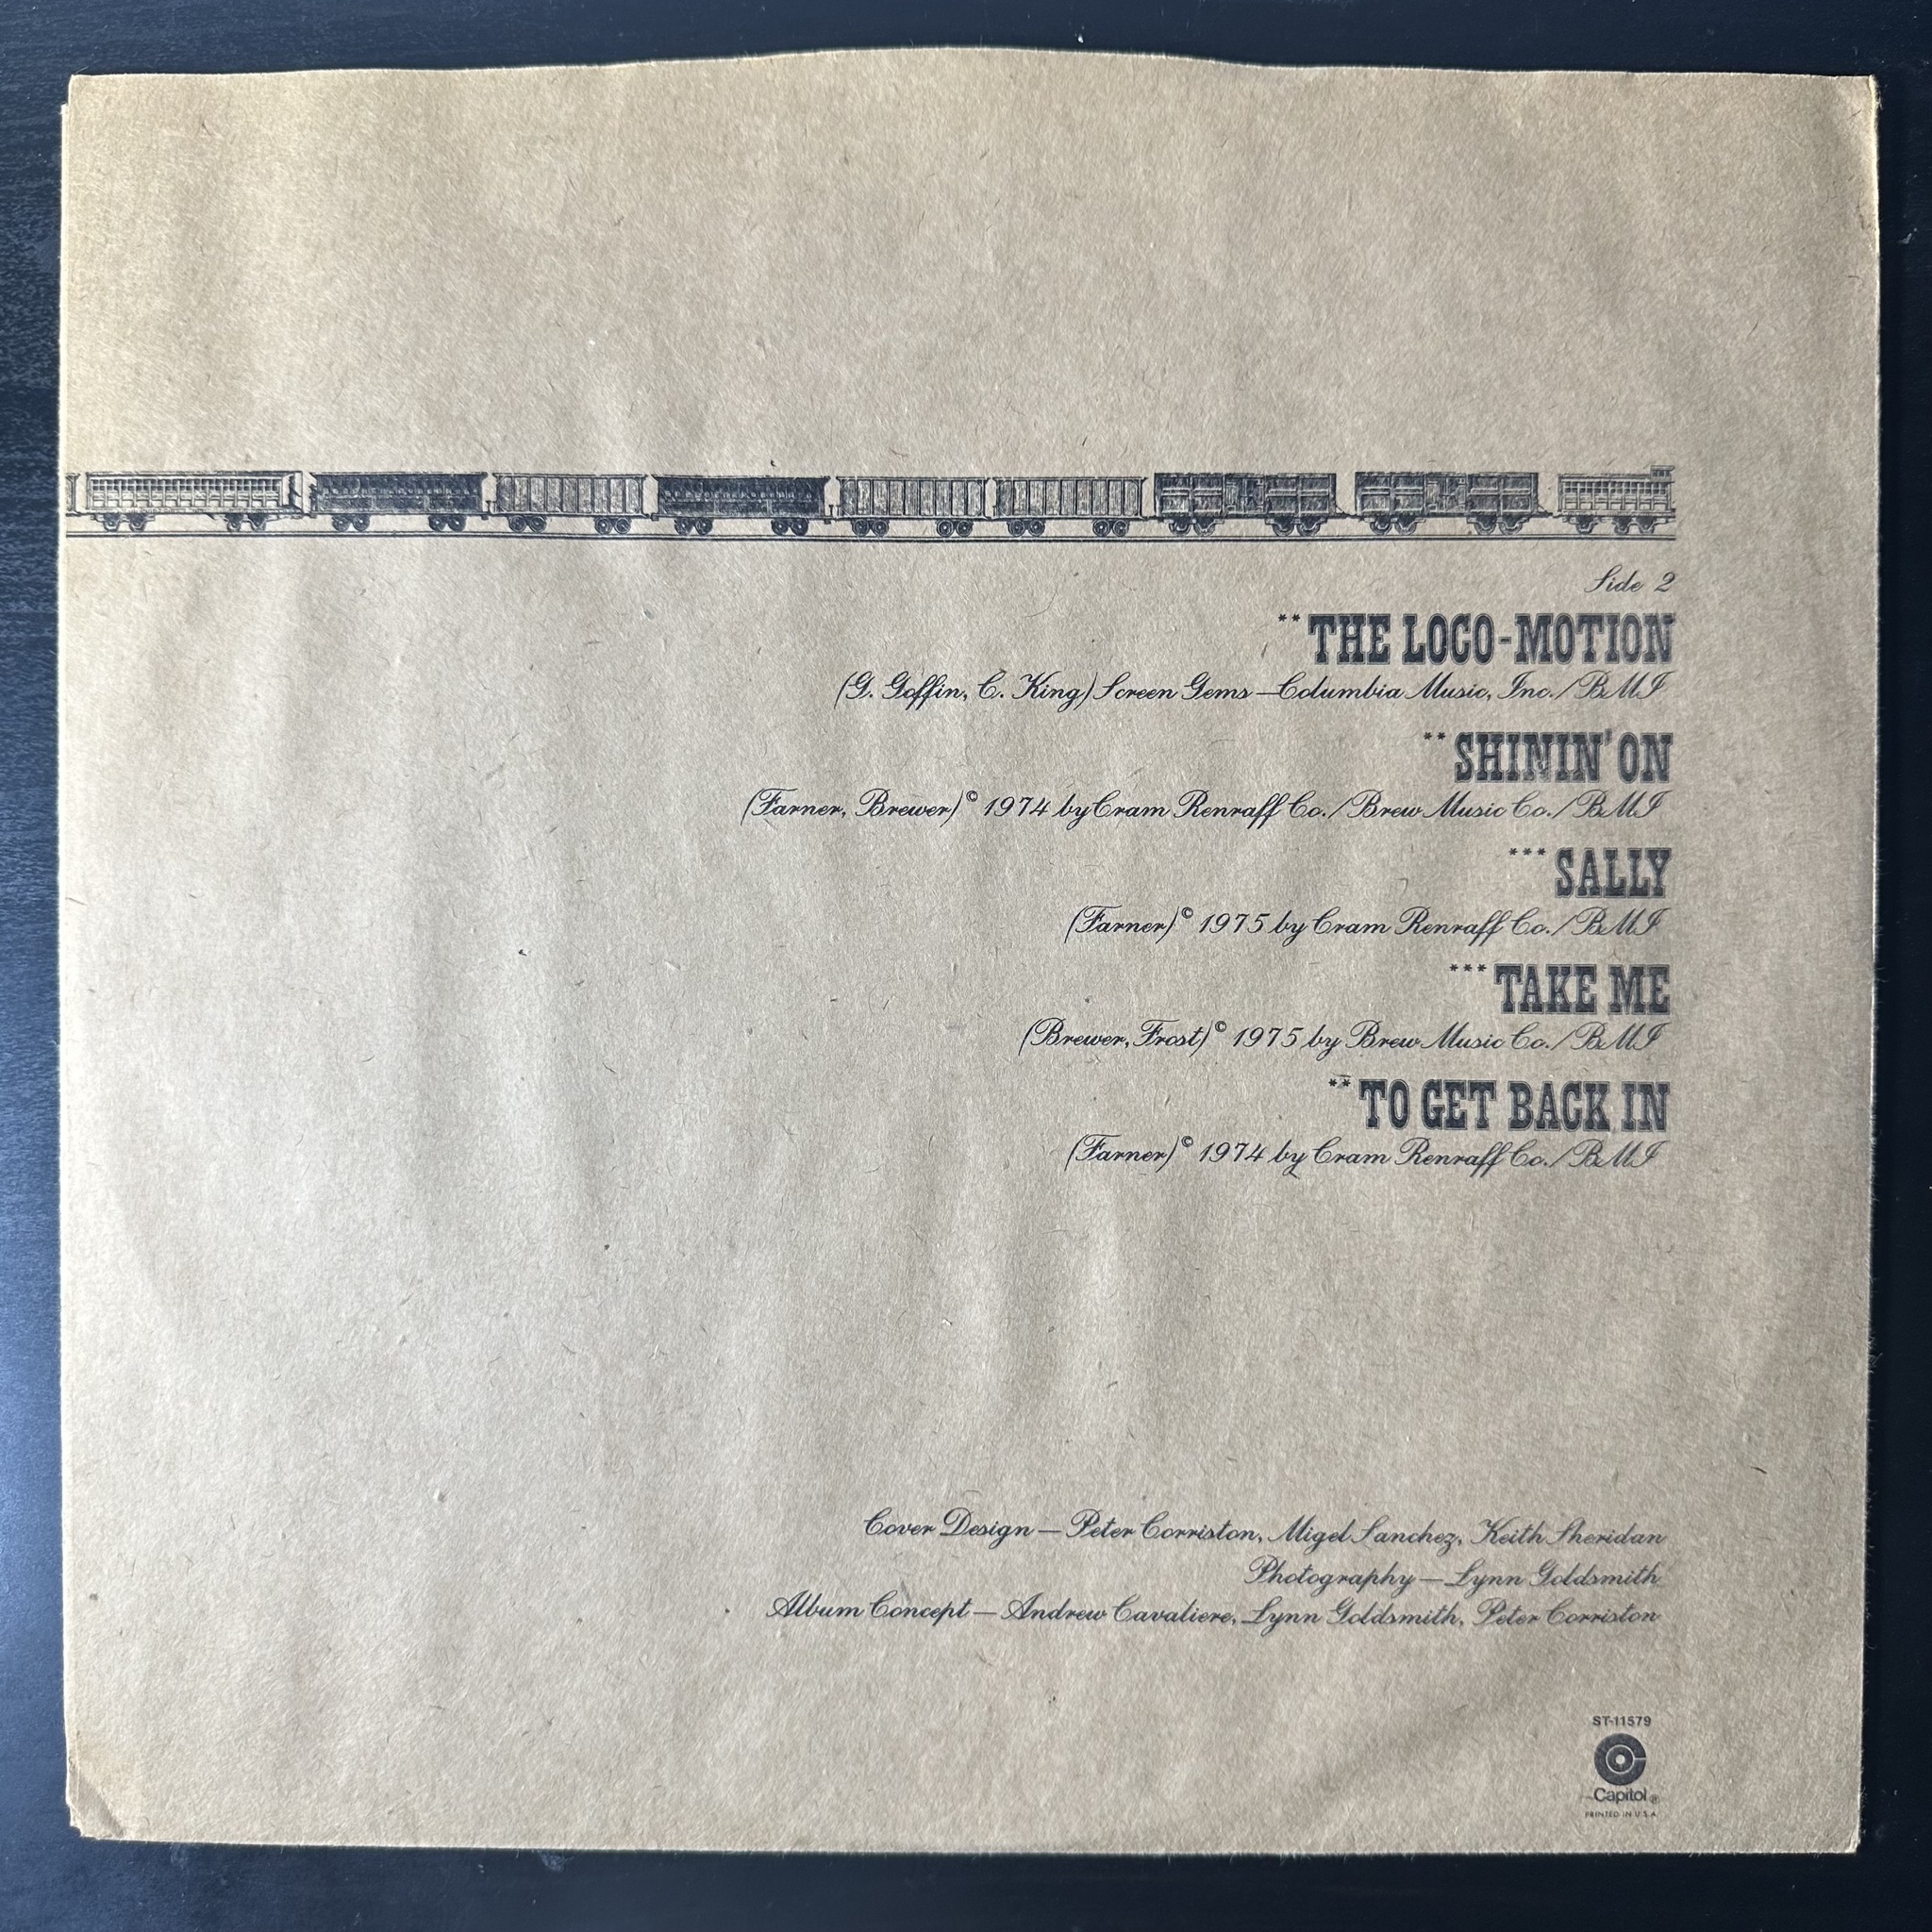 Side 2
**THE LOCO-MOTION
(G. Goffin, C. King) Screen Gems—Columbia Music, Inc./BMI
**SHININ' ON
(Farner, Brewer)© 1974 by Cram Renraff Co./Brew Music Co./BMI
***SALLY
(Farner)© 1975 by Cram Renraff Co./BMI
***TAKE ME
(Brewer, Frost)© 1975 by Brew Music Co./BMI
**TO GET BACK IN
(Farner)© 1974 by Cram Renraff Co./BMI
Cover Design—Peter Corriston, Migel Sanchez, Keith Sheridan
Photography—Lynn Goldsmith
Album Concept—Andrew Cavaliere, Lynn Goldsmith, Peter Corriston
ST-11579
Capitol®
PRINTED IN U.S.A.